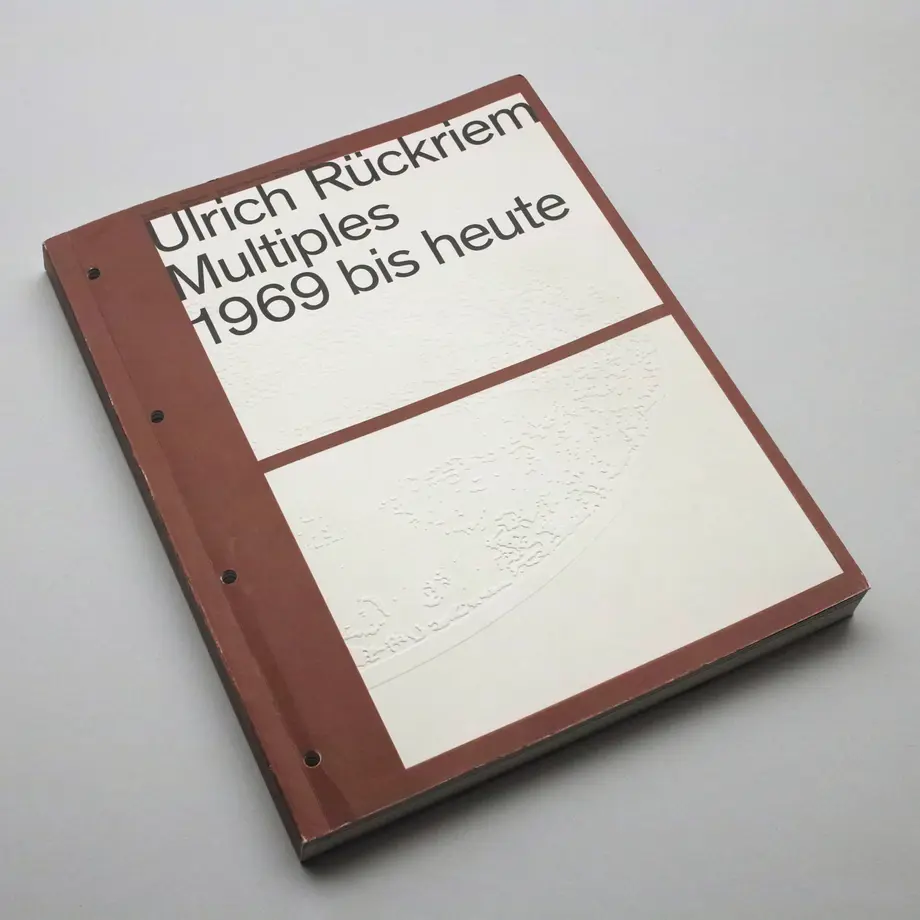 Ulrich Rückriem
Multiples
1969 bis heute